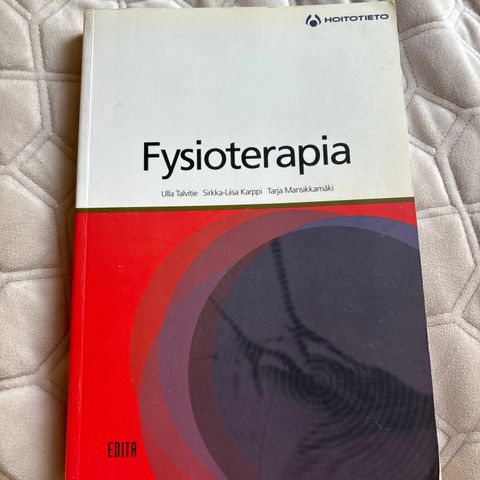 HOITOTIETO
Fysioterapia
Ulla Talvitie Sirkka-Liisa Karppi Tarja Mansikkamäki
EDITA